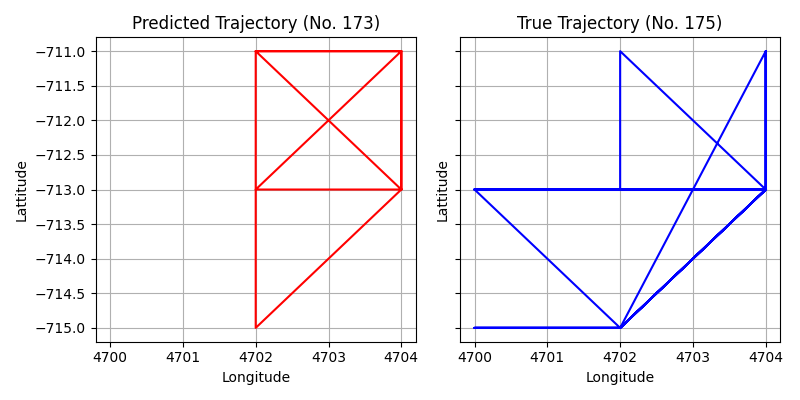 Predicted Trajectory (No. 173)
True Trajectory (No. 175)
−711.0
−711.5
−712.0
−712.5
−713.0
−713.5
−714.0
−714.5
−715.0
Lattitude
Lattitude
4700 4701 4702 4703 4704
4700 4701 4702 4703 4704
Longitude
Longitude